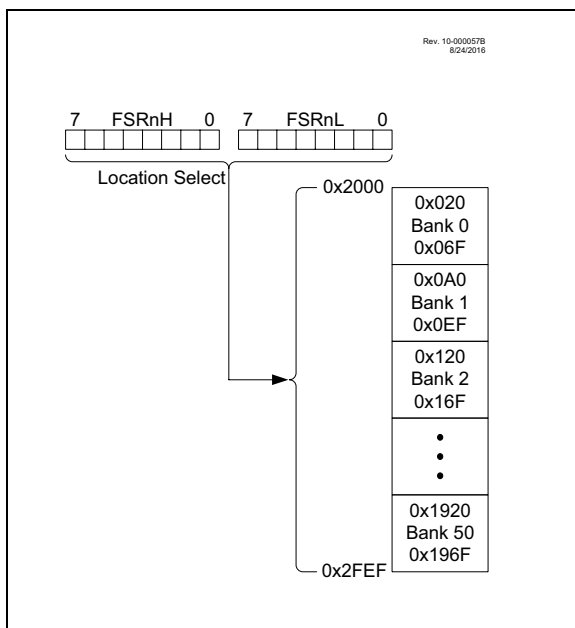 Rev. 10-000057B
8/24/2016
7 FSRnH 0 7 FSRnL 0
Location Select
0x2000
0x020
Bank 0
0x06F
0x0A0
Bank 1
0x0EF
0x120
Bank 2
0x16F
0x1920
Bank 50
0x196F
0x2FEF